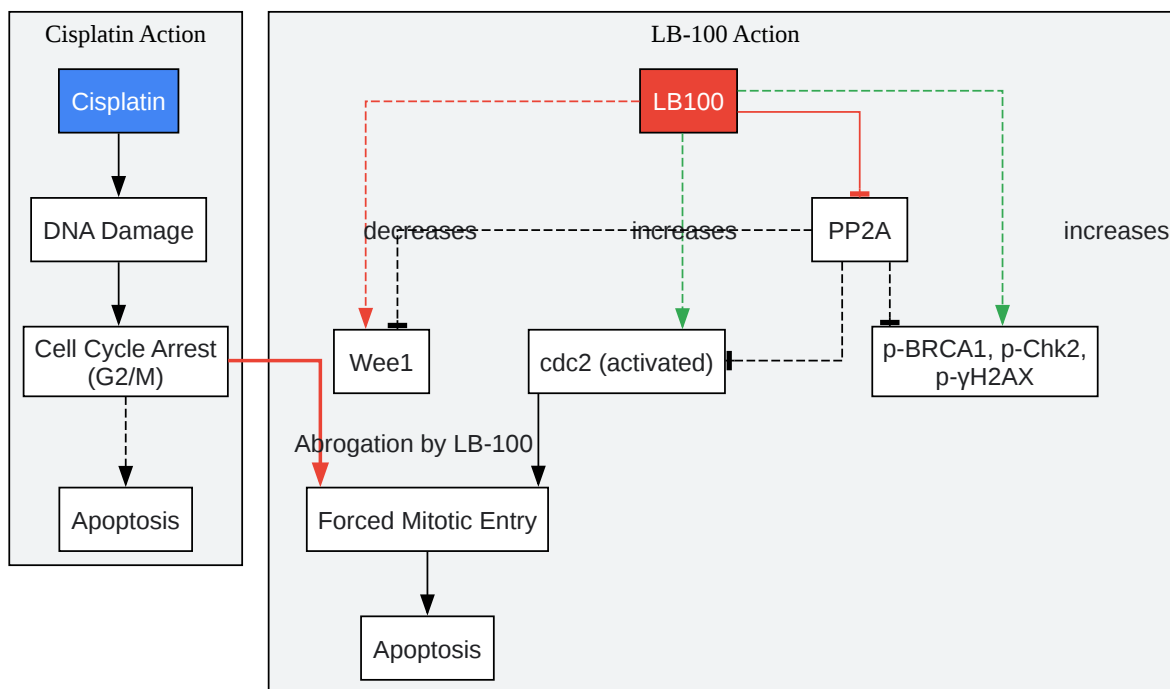 Cisplatin Action
LB-100 Action
Cisplatin
LB100
DNA Damage
decreases
increases
PP2A
increases
Cell Cycle Arrest
(G2/M)
Wee1
cdc2 (activated)
p-BRCA1, p-Chk2,
p-γH2AX
Abrogation by LB-100
Apoptosis
Forced Mitotic Entry
Apoptosis